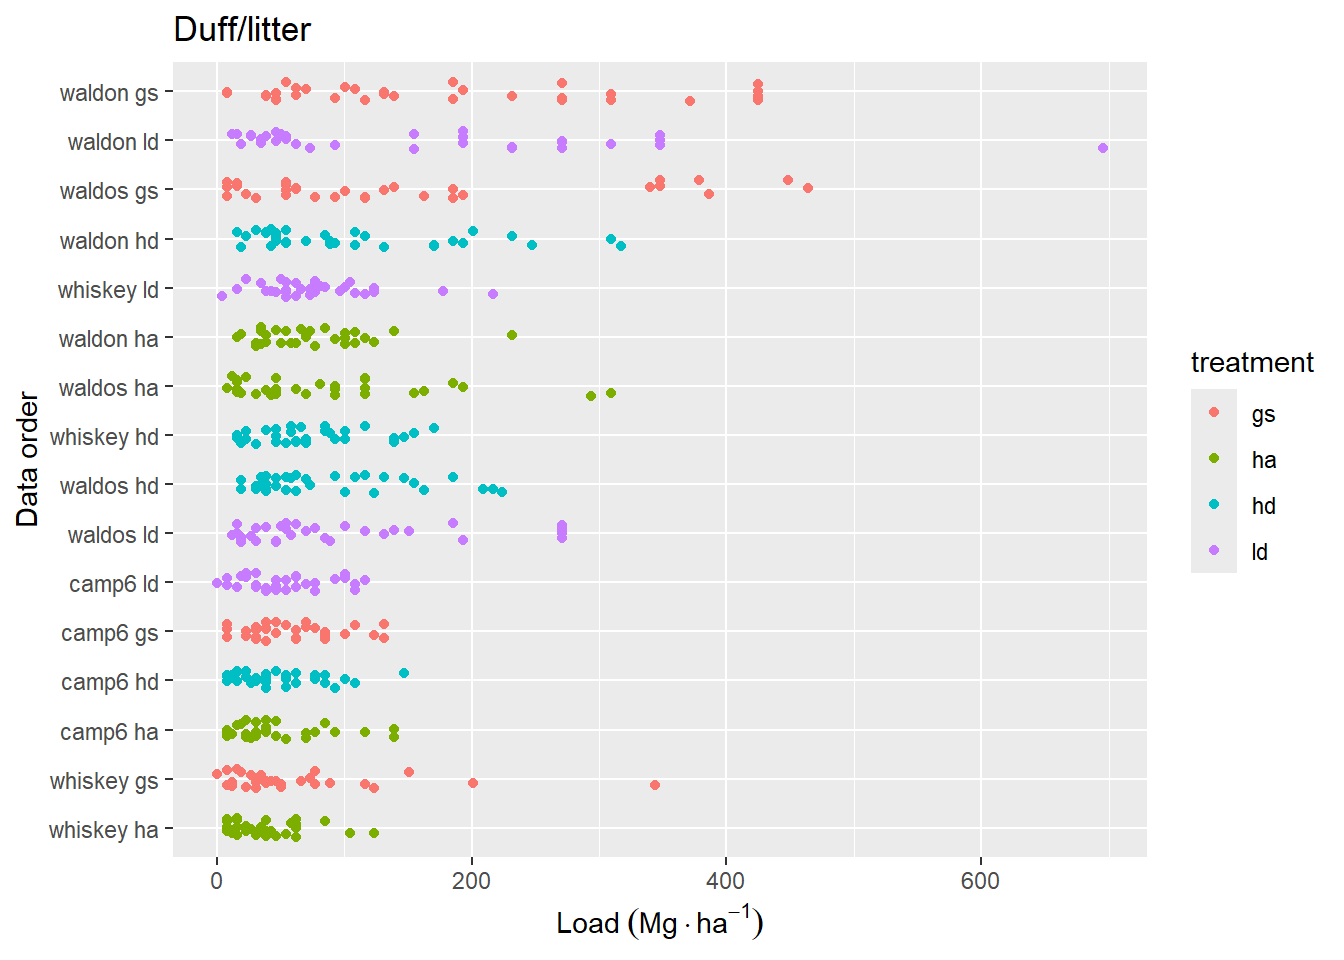 Duff/litter
waldon gs
waldon ld
waldos gs
waldon hd
whiskey ld
waldon ha
waldos ha
whiskey hd
waldos hd
waldos ld
camp6 ld
camp6 gs
camp6 hd
camp6 ha
whiskey gs
whiskey ha
Data order
0 200 400 600
Load (Mg·ha⁻¹)
treatment
gs
ha
hd
ld